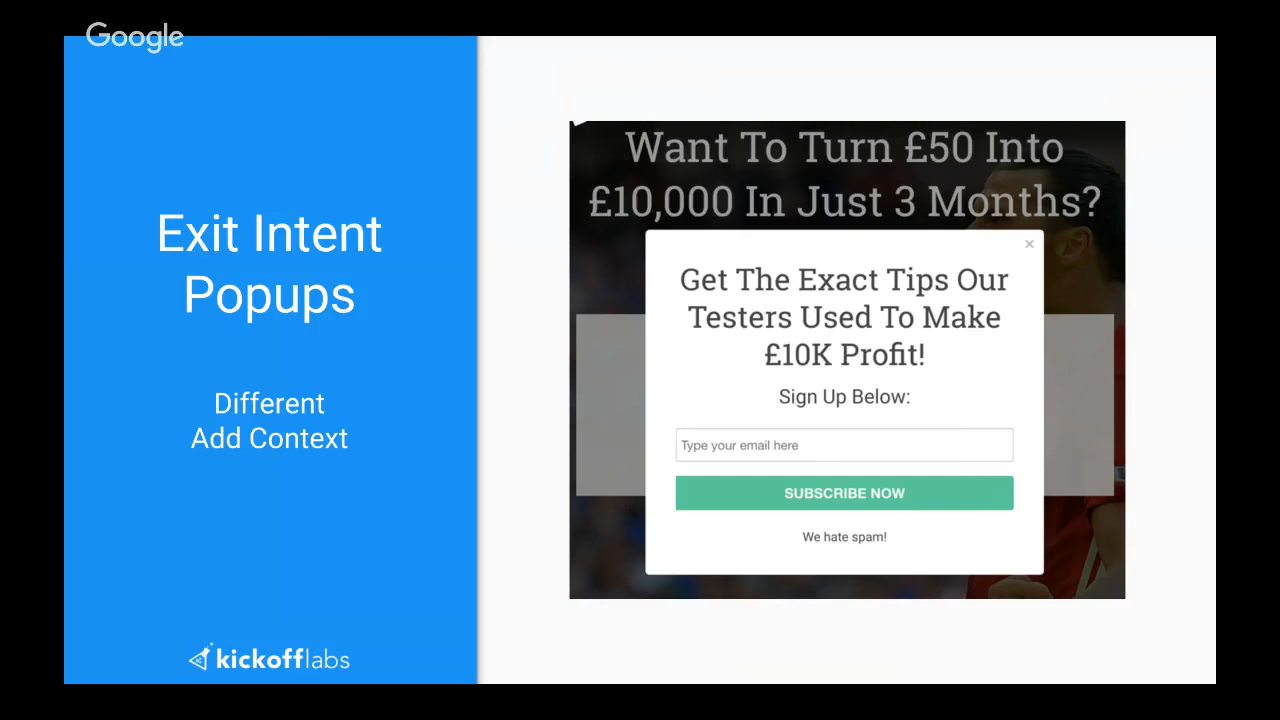 Google
Exit Intent
Popups
Different
Add Context
kickofflabs
Want To Turn £50 Into
£10,000 In Just 3 Months?
×
Get The Exact Tips Our
Testers Used To Make
£10K Profit!
Sign Up Below:
Type your email here
SUBSCRIBE NOW
We hate spam!